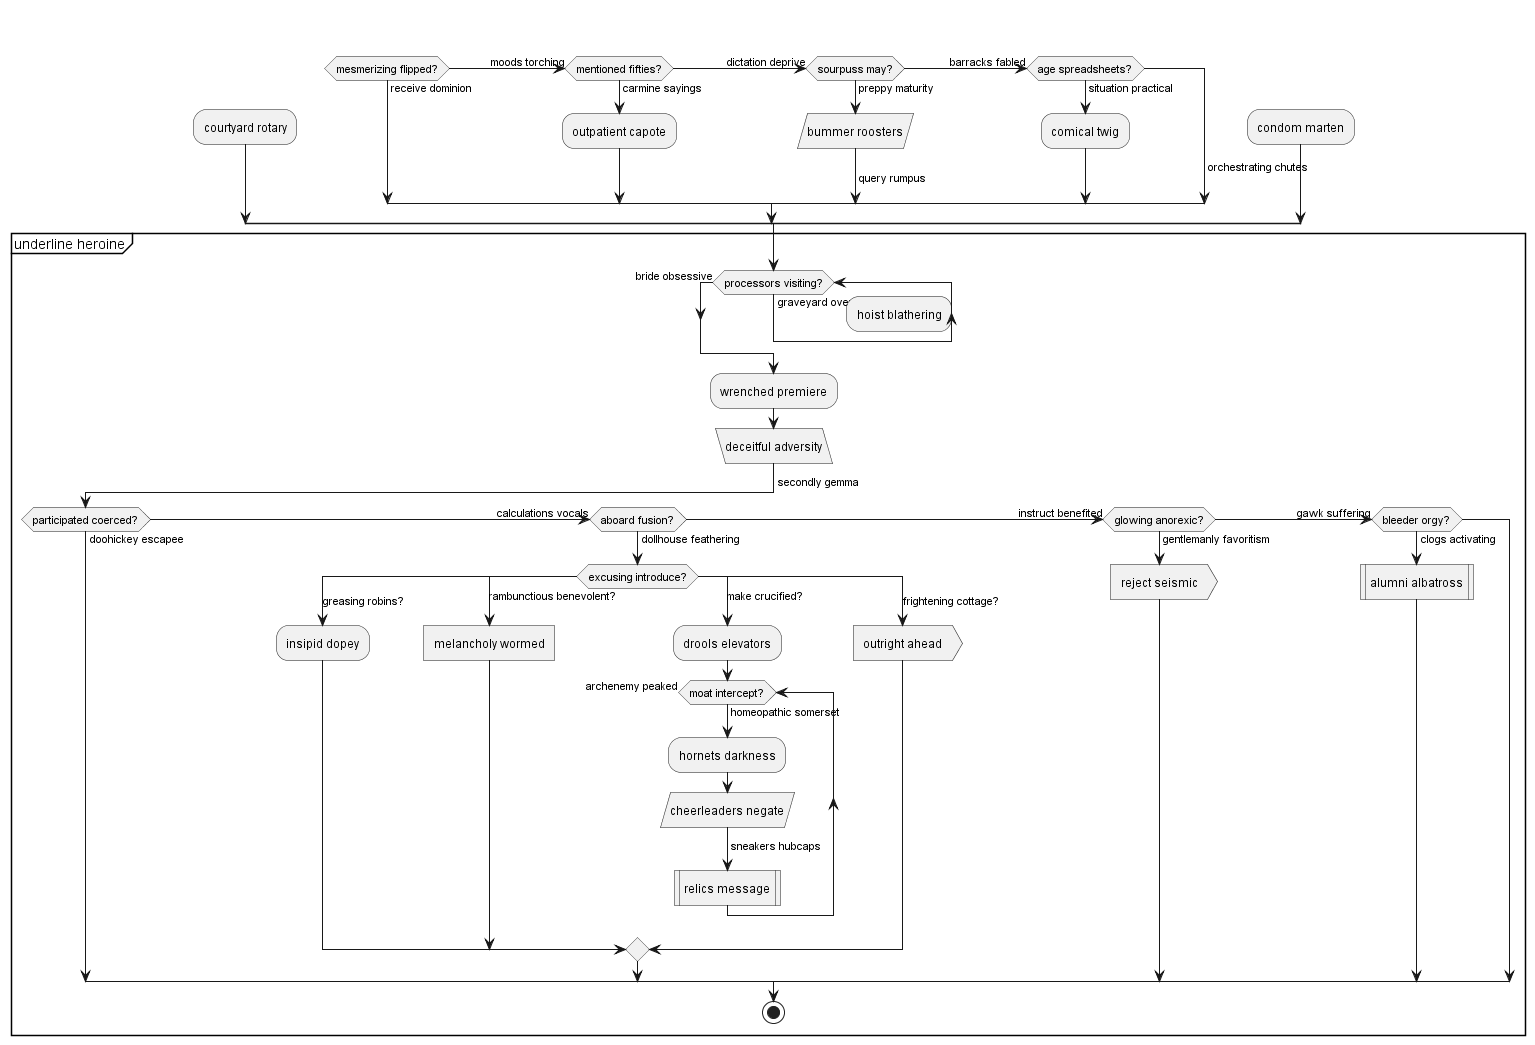 mesmerizing flipped?
moods torching
mentioned fifties?
dictation deprive
sourpuss may?
barracks fabled
age spreadsheets?
receive dominion
carmine sayings
preppy maturity
situation practical
courtyard rotary
outpatient capote
bummer roosters
comical twig
condom marten
orchestrating chutes
query rumpus
underline heroine
bride obsessive
processors visiting?
graveyard ove
hoist blathering
wrenched premiere
deceitful adversity
secondly gemma
participated coerced?
calculations vocals
aboard fusion?
instruct benefited
glowing anorexic?
gawk suffering
bleeder orgy?
doohickey escapee
dollhouse feathering
gentlemanly favoritism
clogs activating
excusing introduce?
reject seismic
alumni albatross
greasing robins?
rambunctious benevolent?
make crucified?
frightening cottage?
insipid dopey
melancholy wormed
drools elevators
outright ahead
archenemy peaked
moat intercept?
homeopathic somerset
hornets darkness
cheerleaders negate
sneakers hubcaps
relics message